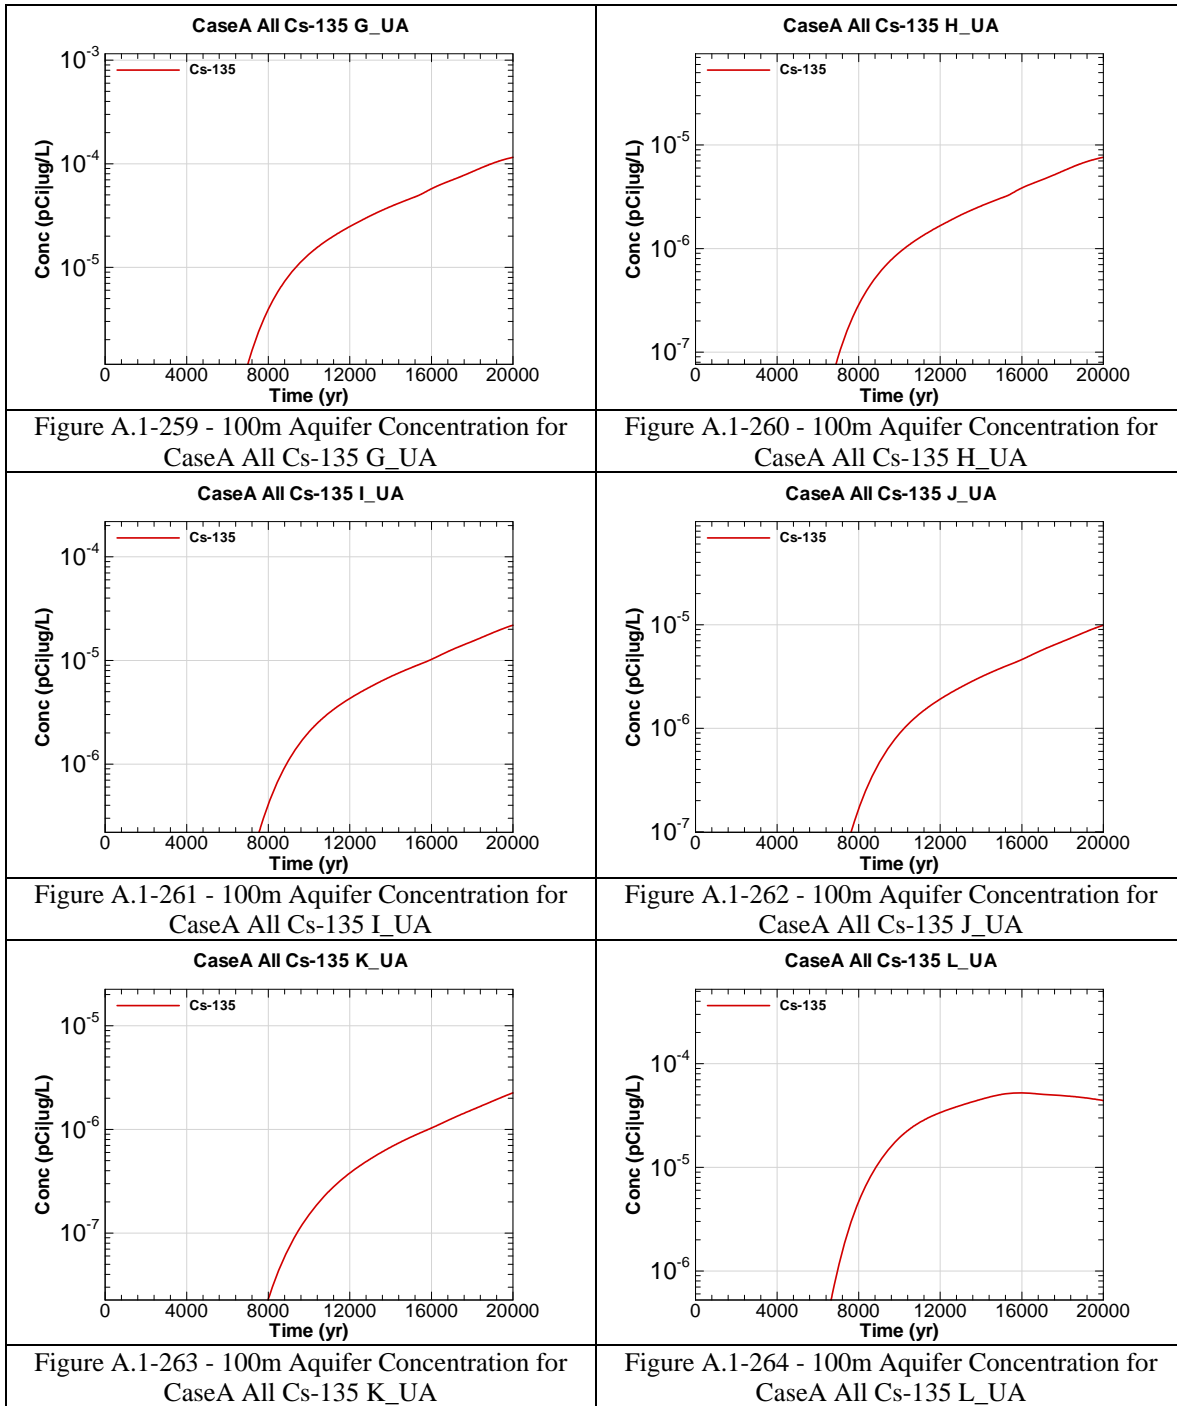 CaseA All Cs-135 G_UA
Cs-135
10-3
10-4
10-5
Conc (pCi|ug/L)
0 4000 8000 12000 16000 20000
Time (yr)
Figure A.1-259 - 100m Aquifer Concentration for
CaseA All Cs-135 G_UA
CaseA All Cs-135 H_UA
Cs-135
10-5
10-6
10-7
Conc (pCi|ug/L)
0 4000 8000 12000 16000 20000
Time (yr)
Figure A.1-260 - 100m Aquifer Concentration for
CaseA All Cs-135 H_UA
CaseA All Cs-135 I_UA
Cs-135
10-4
10-5
10-6
Conc (pCi|ug/L)
0 4000 8000 12000 16000 20000
Time (yr)
Figure A.1-261 - 100m Aquifer Concentration for
CaseA All Cs-135 I_UA
CaseA All Cs-135 J_UA
Cs-135
10-5
10-6
10-7
Conc (pCi|ug/L)
0 4000 8000 12000 16000 20000
Time (yr)
Figure A.1-262 - 100m Aquifer Concentration for
CaseA All Cs-135 J_UA
CaseA All Cs-135 K_UA
Cs-135
10-5
10-6
10-7
Conc (pCi|ug/L)
0 4000 8000 12000 16000 20000
Time (yr)
Figure A.1-263 - 100m Aquifer Concentration for
CaseA All Cs-135 K_UA
CaseA All Cs-135 L_UA
Cs-135
10-4
10-5
10-6
Conc (pCi|ug/L)
0 4000 8000 12000 16000 20000
Time (yr)
Figure A.1-264 - 100m Aquifer Concentration for
CaseA All Cs-135 L_UA